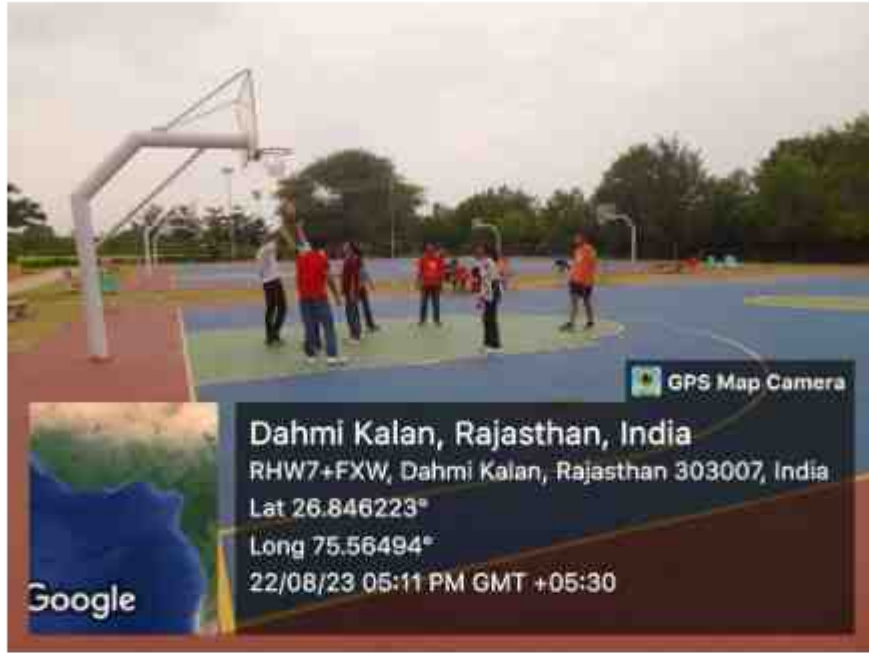 GPS Map Camera
Dahmi Kalan, Rajasthan, India
RHW7+FXW, Dahmi Kalan, Rajasthan 303007, India
Lat 26.846223°
Long 75.56494°
22/08/23 05:11 PM GMT +05:30
Google